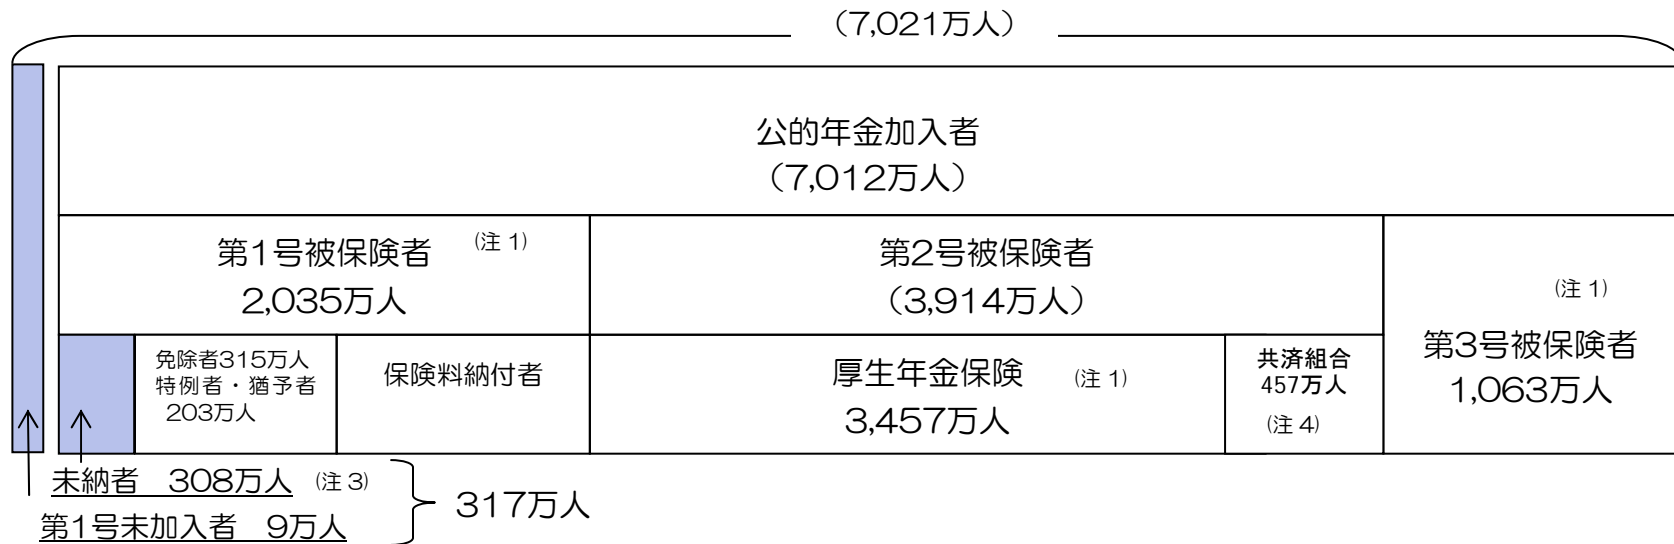 （7,021万人）
公的年金加入者
（7,012万人）
第1号被保険者 (注 1)
2,035万人
第2号被保険者
（3,914万人）
(注 1)
第3号被保険者
1,063万人
免除者315万人
特例者・猶予者
203万人
保険料納付者
厚生年金保険 (注 1)
3,457万人
共済組合
457万人
(注 4)
未納者　308万人 (注 3)
第1号未加入者　9万人
317万人